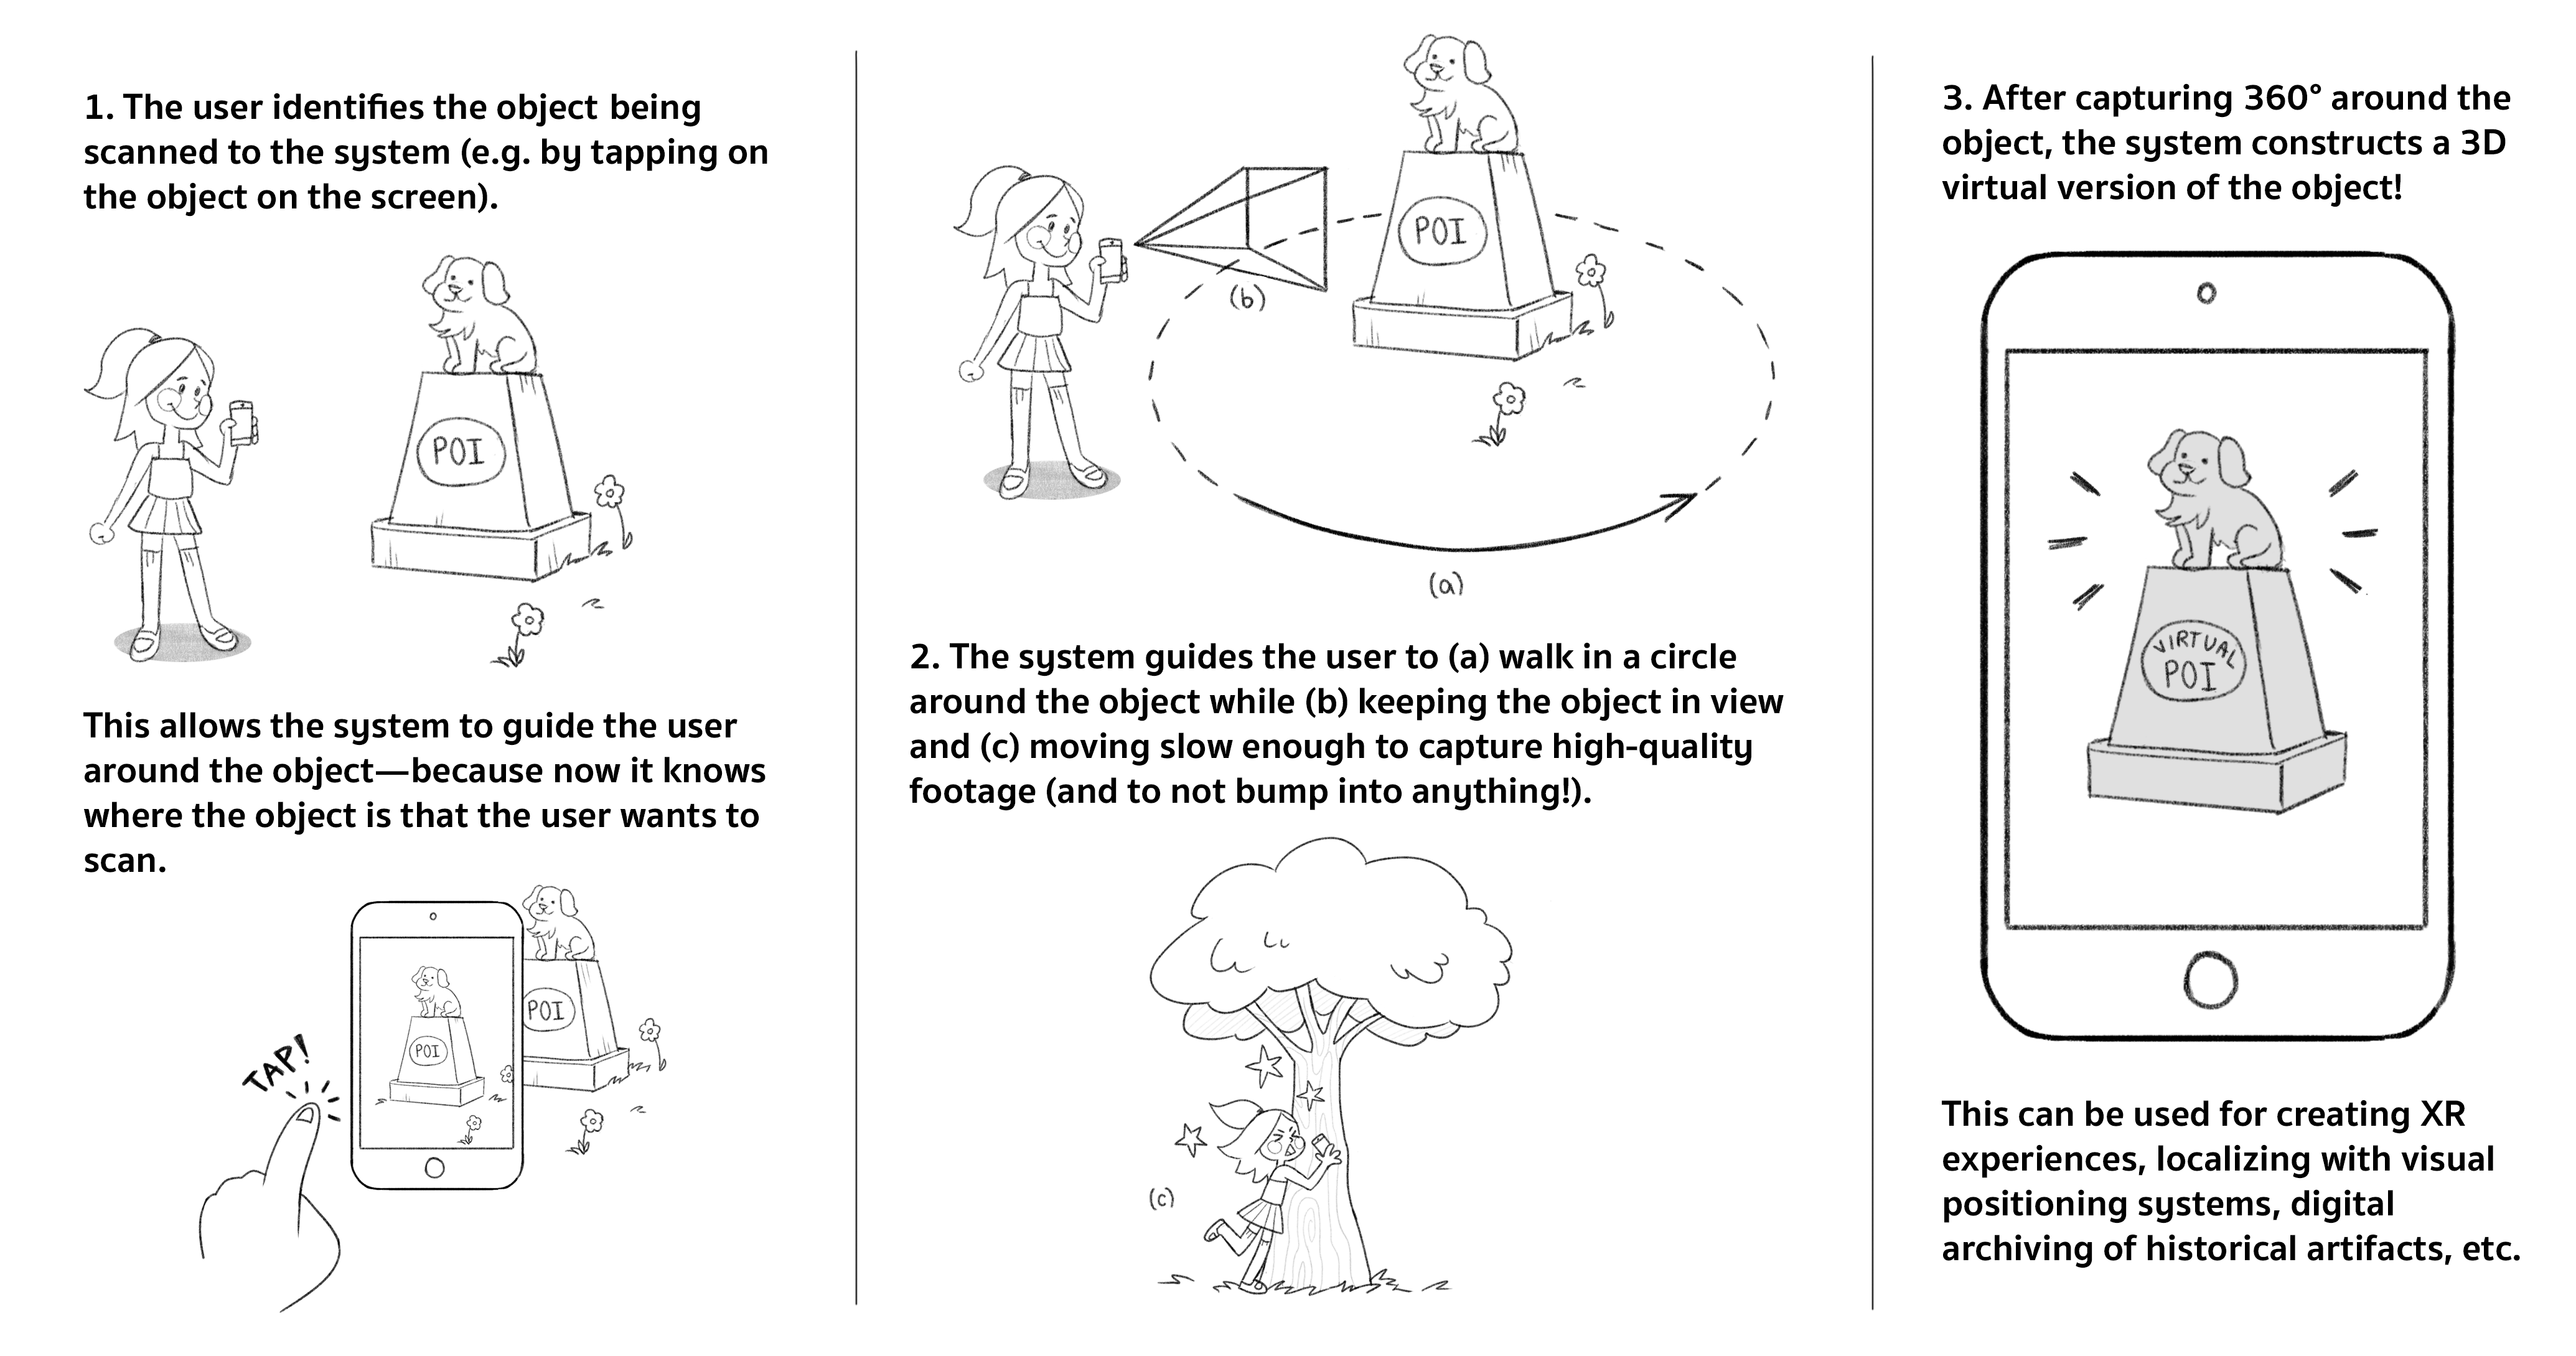 1. The user identifies the object being
scanned to the system (e.g. by tapping on
the object on the screen).
POI
This allows the system to guide the user
around the object—because now it knows
where the object is that the user wants to
scan.
POI
POI
TAP!
POI
(b)
(a)
2. The system guides the user to (a) walk in a circle
around the object while (b) keeping the object in view
and (c) moving slow enough to capture high-quality
footage (and to not bump into anything!).
(c)
3. After capturing 360° around the
object, the system constructs a 3D
virtual version of the object!
VIRTUAL
POI
This can be used for creating XR
experiences, localizing with visual
positioning systems, digital
archiving of historical artifacts, etc.